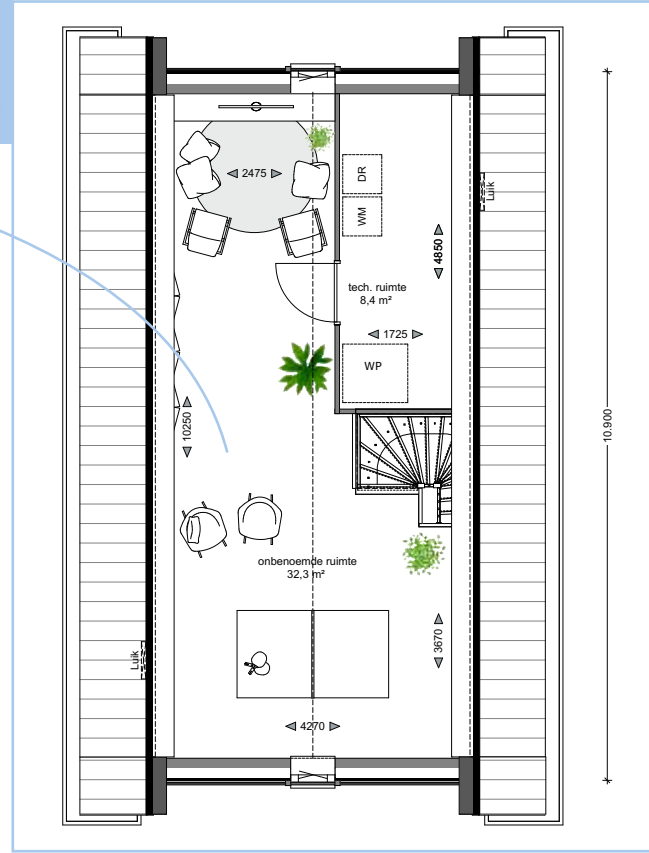 2475
DR
WM
Luik
4850
tech. ruimte
8,4 m²
1725
WP
10250
10.900
onbenoemde ruimte
32,3 m²
Luik
3670
4270